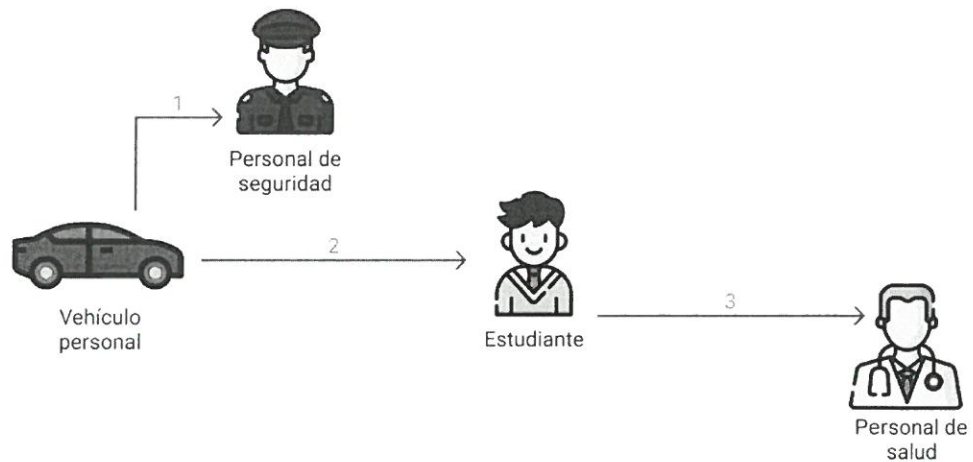 1
Personal de
seguridad
2
Vehículo
personal
Estudiante
3
Personal de
salud